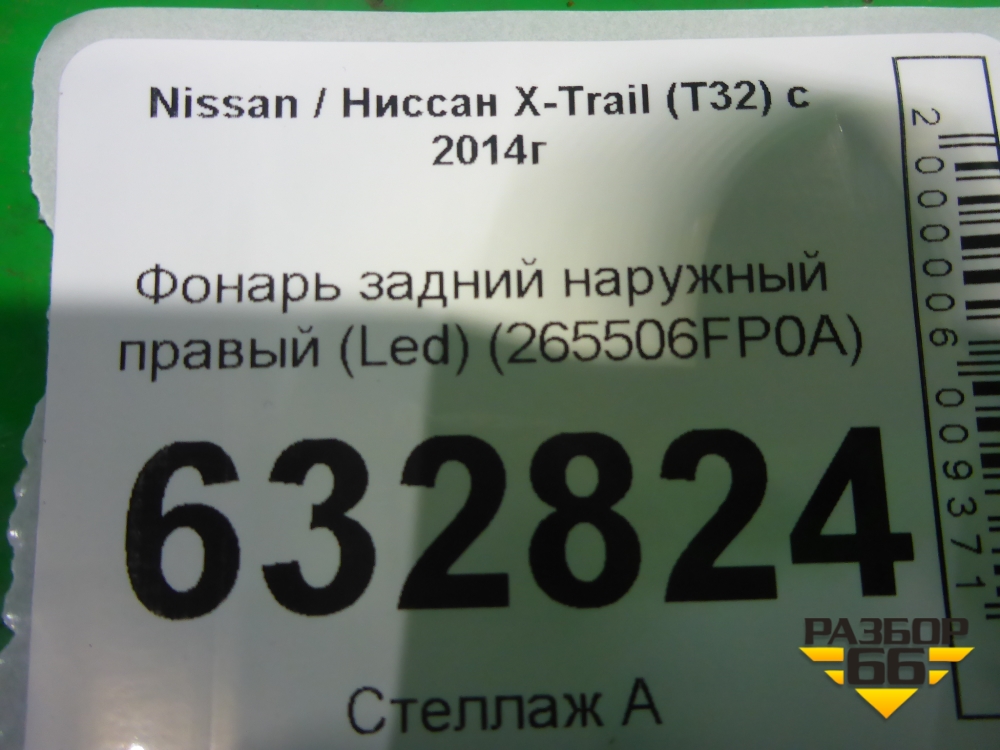 Nissan / Ниссан X-Trail (T32) с
2014г
Фонарь задний наружный
правый (Led) (265506FP0A)
632824
Стеллаж А
2000006009371
РАЗБОР
66